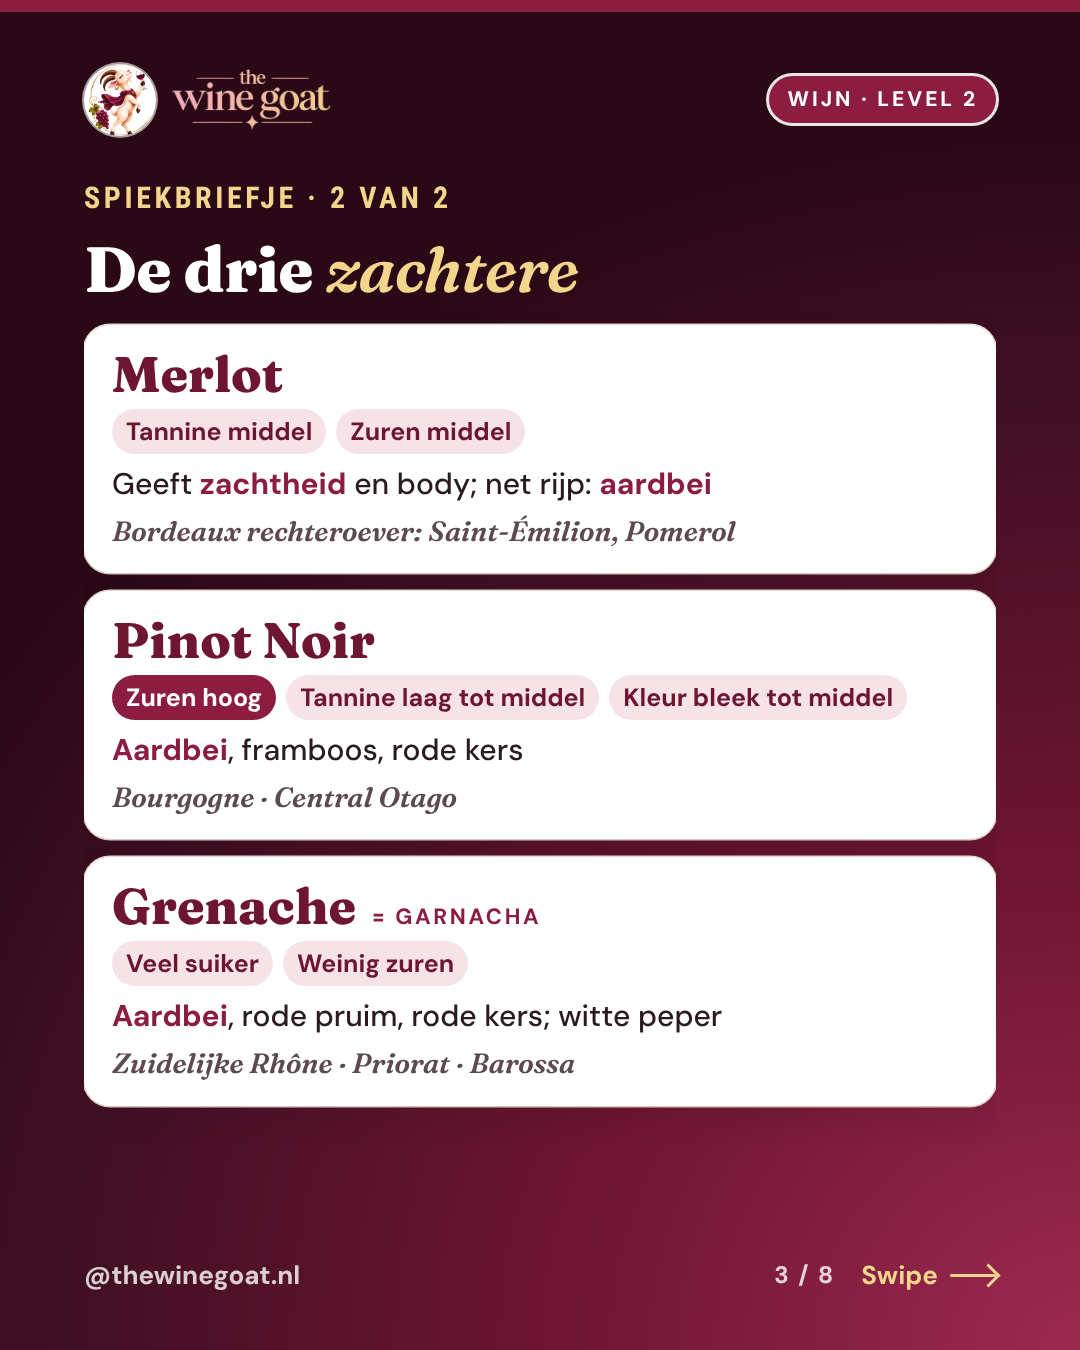 the
wine goat
WIJN · LEVEL 2
SPIEKBRIEFJE · 2 VAN 2
De drie zachtere
Merlot
Tannine middel Zuren middel
Geeft zachtheid en body; net rijp: aardbei
Bordeaux rechteroever: Saint-Émilion, Pomerol
Pinot Noir
Zuren hoog Tannine laag tot middel Kleur bleek tot middel
Aardbei, framboos, rode kers
Bourgogne · Central Otago
Grenache = GARNACHA
Veel suiker Weinig zuren
Aardbei, rode pruim, rode kers; witte peper
Zuidelijke Rhône · Priorat · Barossa
@thewinegoat.nl 3 / 8 Swipe